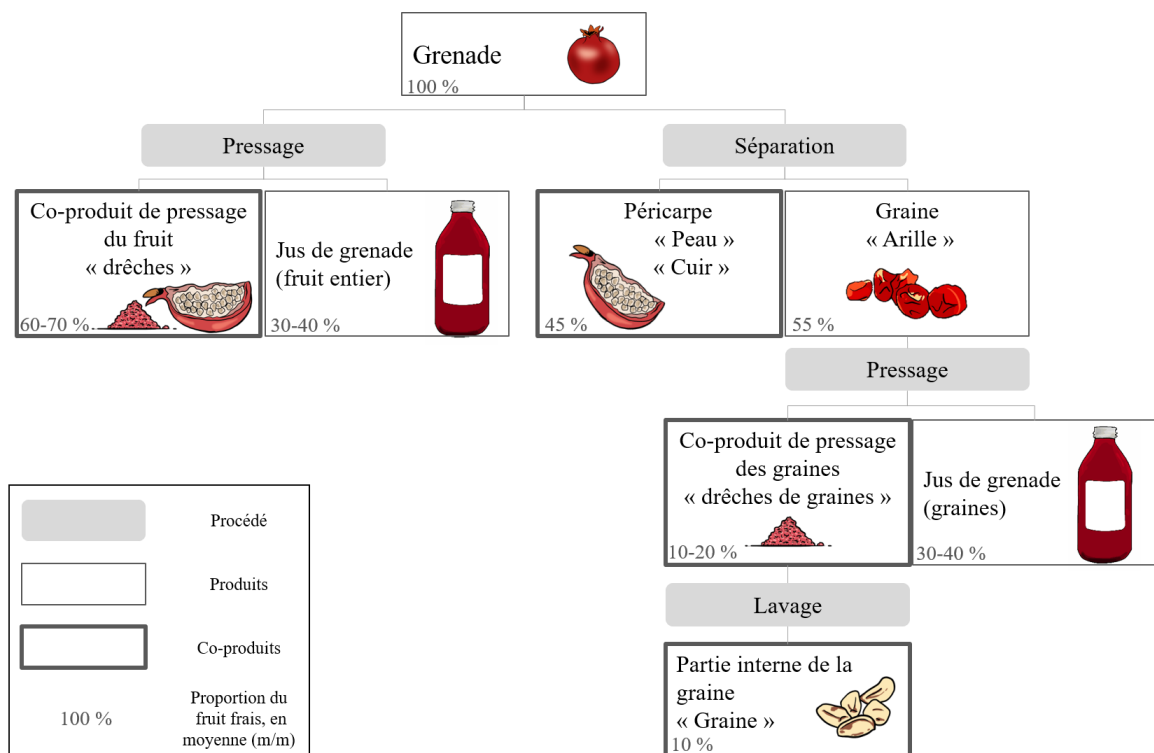 Grenade
100 %
Pressage
Séparation
Co-produit de pressage
du fruit
« drêches »
60-70 %
Jus de grenade
(fruit entier)
30-40 %
Péricarpe
« Peau »
« Cuir »
45 %
Graine
« Arille »
55 %
Pressage
Co-produit de pressage
des graines
« drêches de graines »
10-20 %
Jus de grenade
(graines)
30-40 %
Lavage
Partie interne de la
graine
« Graine »
10 %
Procédé
Produits
Co-produits
100 %
Proportion du
fruit frais, en
moyenne (m/m)